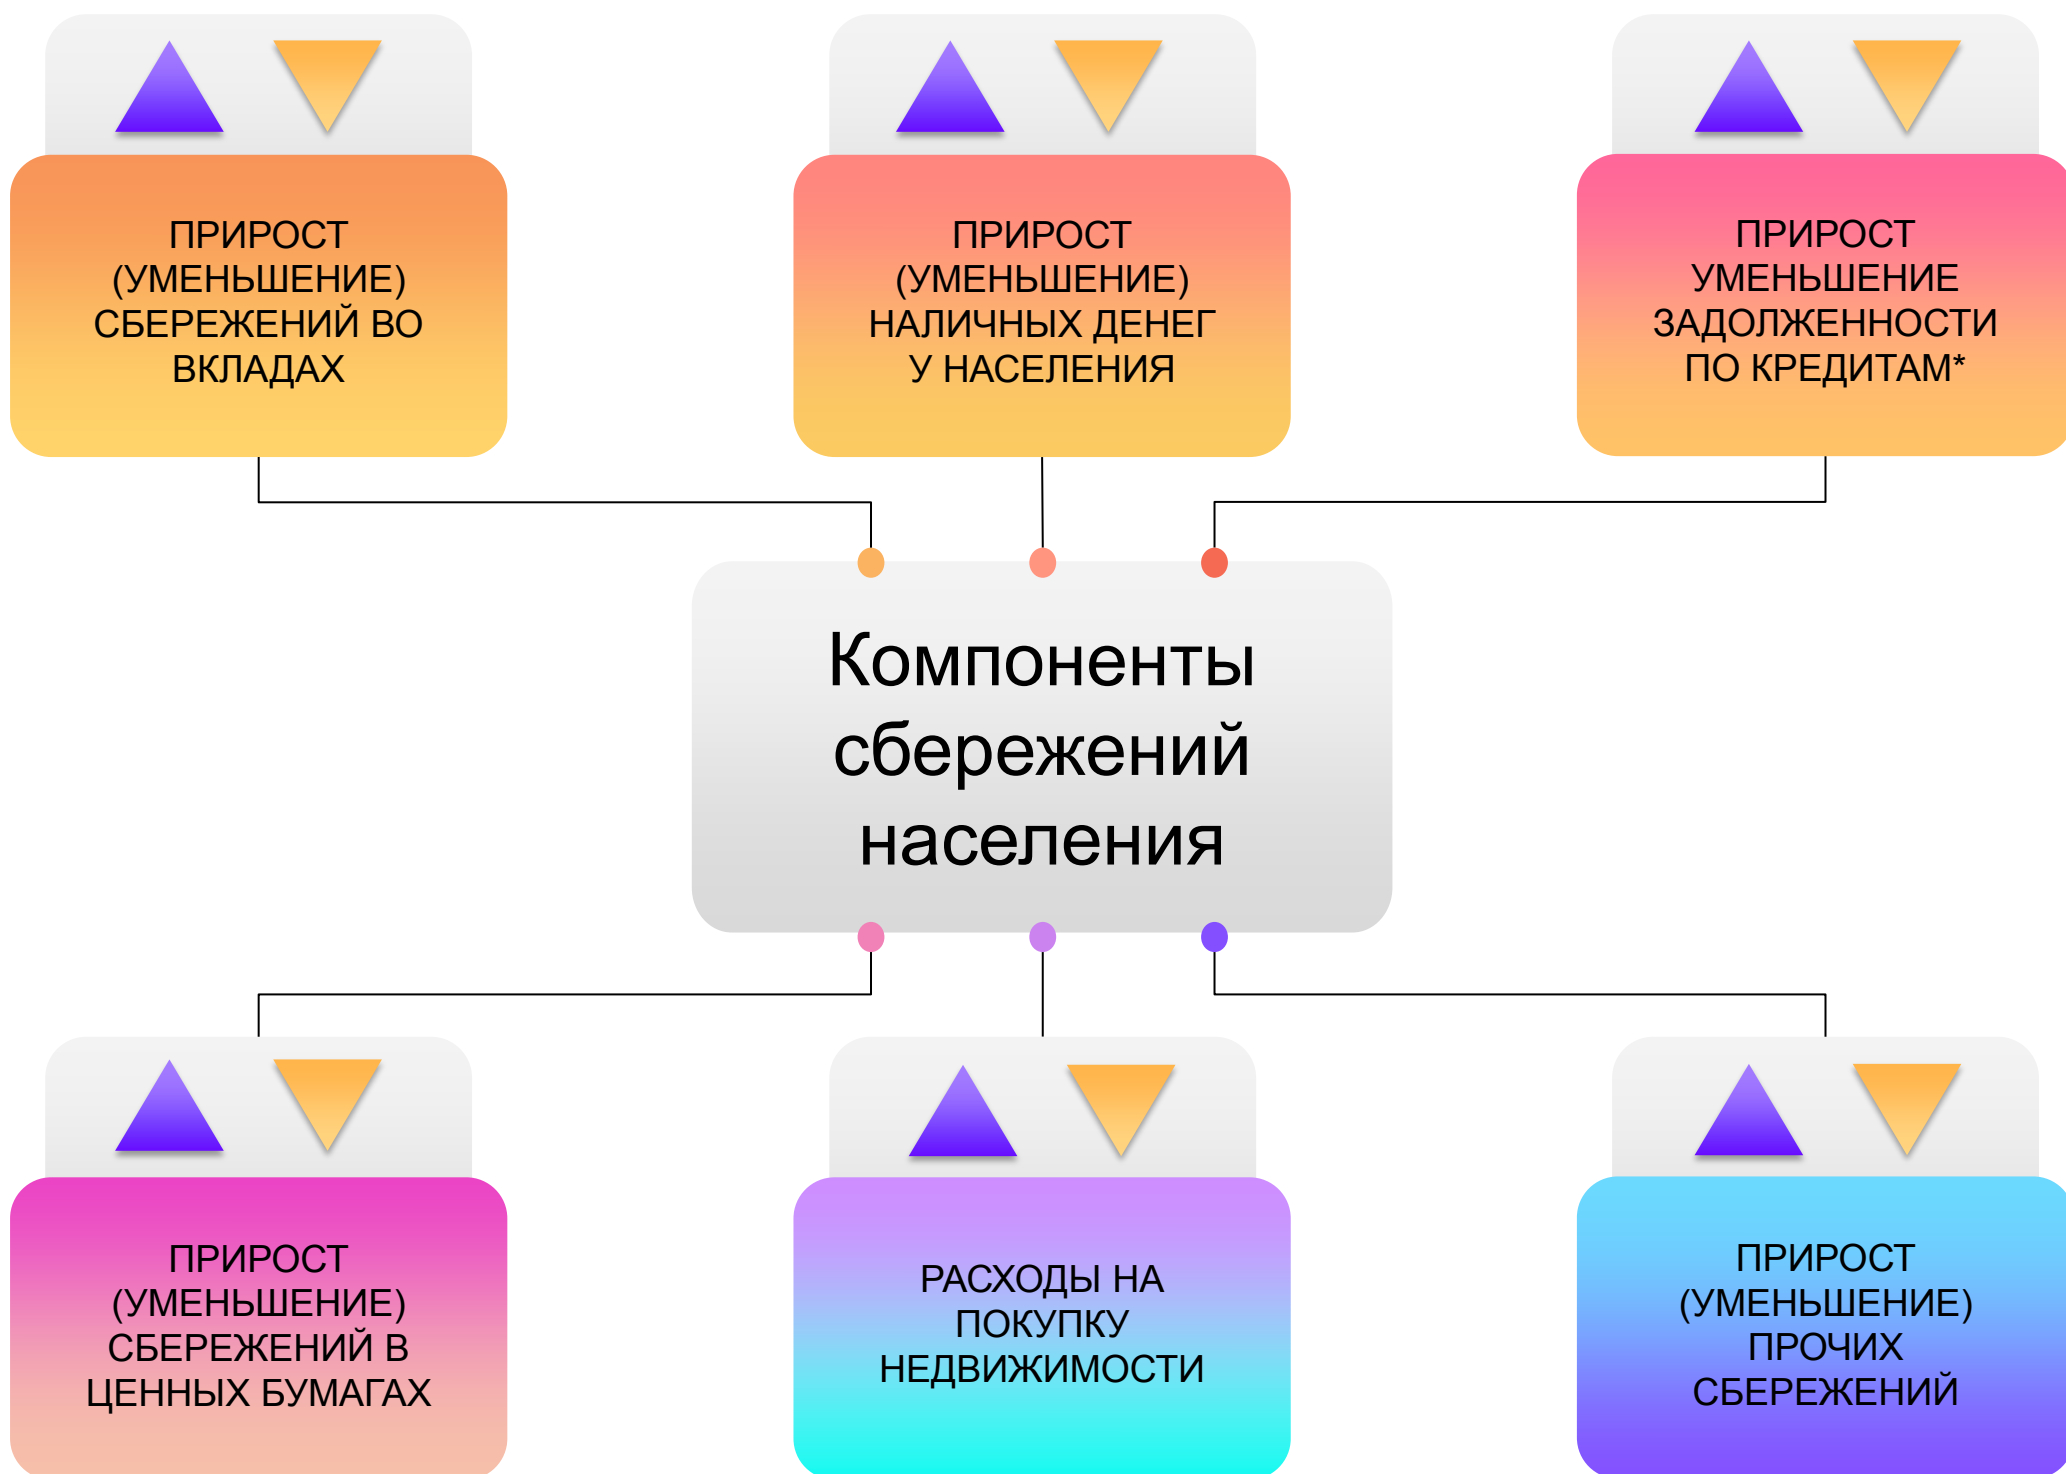 ПРИРОСТ
(УМЕНЬШЕНИЕ)
СБЕРЕЖЕНИЙ ВО
ВКЛАДАХ
ПРИРОСТ
(УМЕНЬШЕНИЕ)
НАЛИЧНЫХ ДЕНЕГ
У НАСЕЛЕНИЯ
ПРИРОСТ
УМЕНЬШЕНИЕ
ЗАДОЛЖЕННОСТИ
ПО КРЕДИТАМ*
Компоненты
сбережений
населения
ПРИРОСТ
(УМЕНЬШЕНИЕ)
СБЕРЕЖЕНИЙ В
ЦЕННЫХ БУМАГАХ
РАСХОДЫ НА
ПОКУПКУ
НЕДВИЖИМОСТИ
ПРИРОСТ
(УМЕНЬШЕНИЕ)
ПРОЧИХ
СБЕРЕЖЕНИЙ